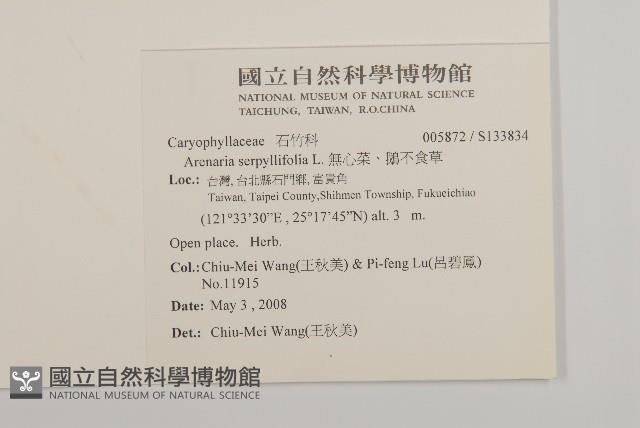 國立自然科學博物館
NATIONAL MUSEUM OF NATURAL SCIENCE
TAICHUNG, TAIWAN, R.O.CHINA
Caryophyllaceae 石竹科 005872 / S133834
Arenaria serpyllifolia L. 無心菜、鵝不食草
Loc.: 台灣, 台北縣石門鄉, 富貴角
Taiwan, Taipei County,Shihmen Township, Fukueichiao
(121°33'30"E , 25°17'45"N) alt. 3 m.
Open place. Herb.
Col.: Chiu-Mei Wang(王秋美) & Pi-feng Lu(呂碧鳳)
No.11915
Date: May 3 , 2008
Det.: Chiu-Mei Wang(王秋美)
國立自然科學博物館
NATIONAL MUSEUM OF NATURAL SCIENCE